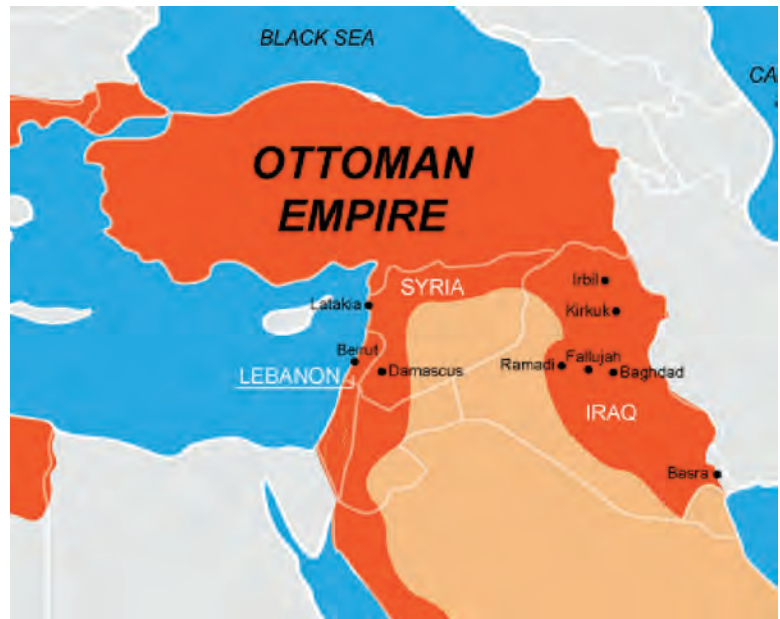 BLACK SEA
CA
OTTOMAN
EMPIRE
SYRIA
Irbil
Latakia
Kirkuk
Beirut
Fallujah
Ramadi
Damascus
Baghdad
LEBANON
IRAQ
Basra